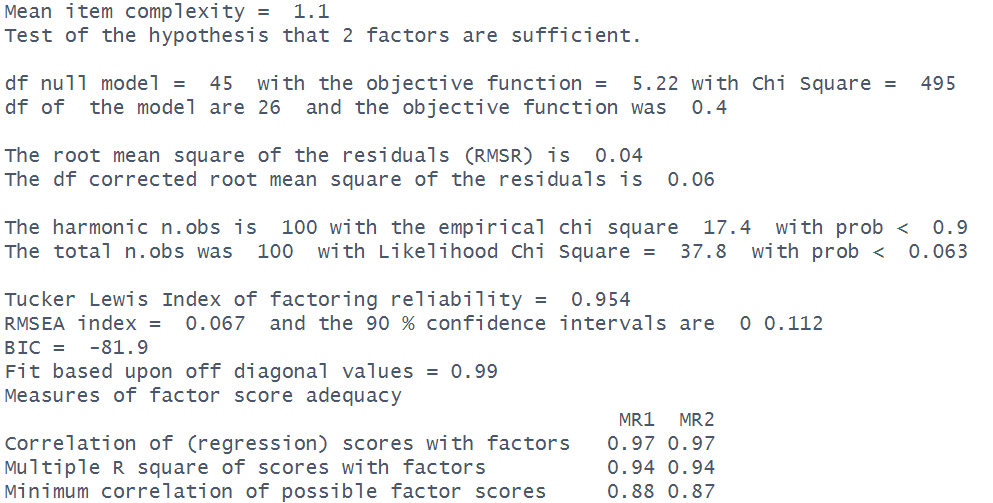 Mean item complexity =  1.1
Test of the hypothesis that 2 factors are sufficient.
df null model =  45  with the objective function =  5.22 with Chi Square =  495
df of  the model are 26  and the objective function was  0.4
The root mean square of the residuals (RMSR) is  0.04
The df corrected root mean square of the residuals is  0.06
The harmonic n.obs is  100 with the empirical chi square  17.4  with prob <  0.9
The total n.obs was  100  with Likelihood Chi Square =  37.8  with prob <  0.063
Tucker Lewis Index of factoring reliability =  0.954
RMSEA index =  0.067  and the 90 % confidence intervals are  0 0.112
BIC =  -81.9
Fit based upon off diagonal values = 0.99
Measures of factor score adequacy
MR1  MR2
Correlation of (regression) scores with factors   0.97 0.97
Multiple R square of scores with factors          0.94 0.94
Minimum correlation of possible factor scores     0.88 0.87